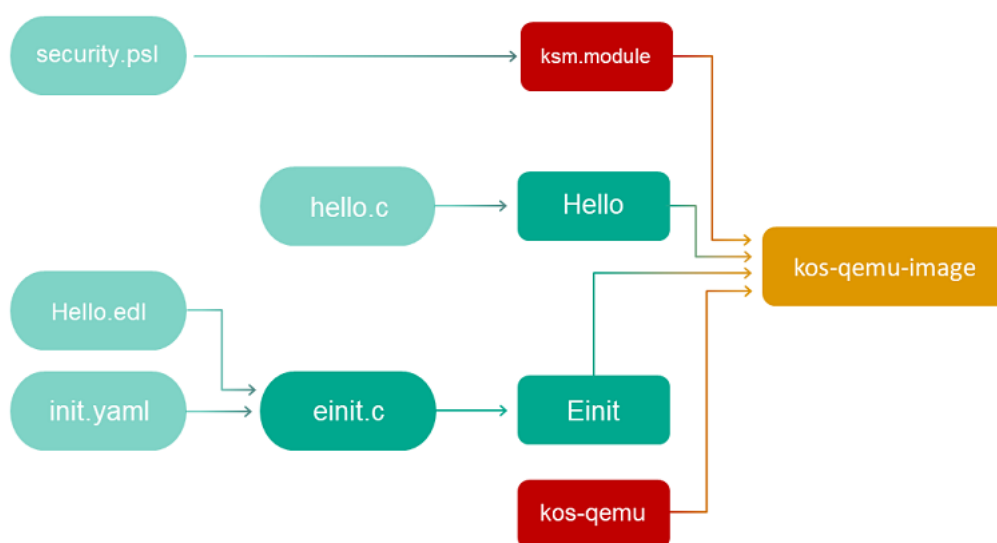 security.psl
ksm.module
hello.c
Hello
kos-qemu-image
Hello.edl
init.yaml
einit.c
Einit
kos-qemu